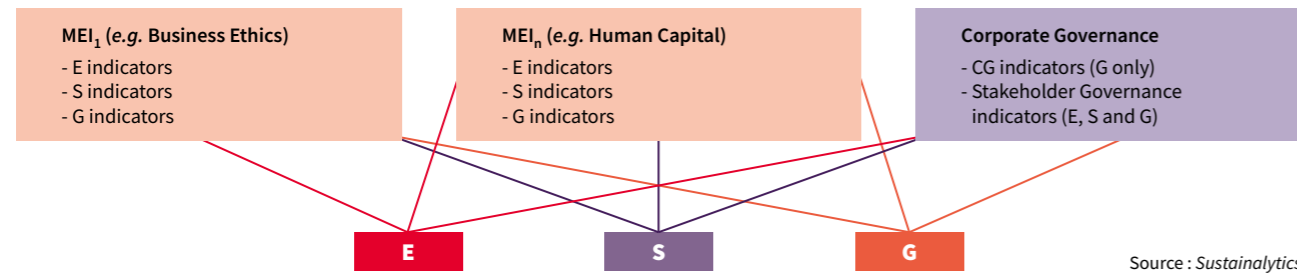 MEI1 (e.g. Business Ethics)
- E indicators
- S indicators
- G indicators
MEIn (e.g. Human Capital)
- E indicators
- S indicators
- G indicators
Corporate Governance
- CG indicators (G only)
- Stakeholder Governance
indicators (E, S and G)
E
S
G
Source : Sustainalytics